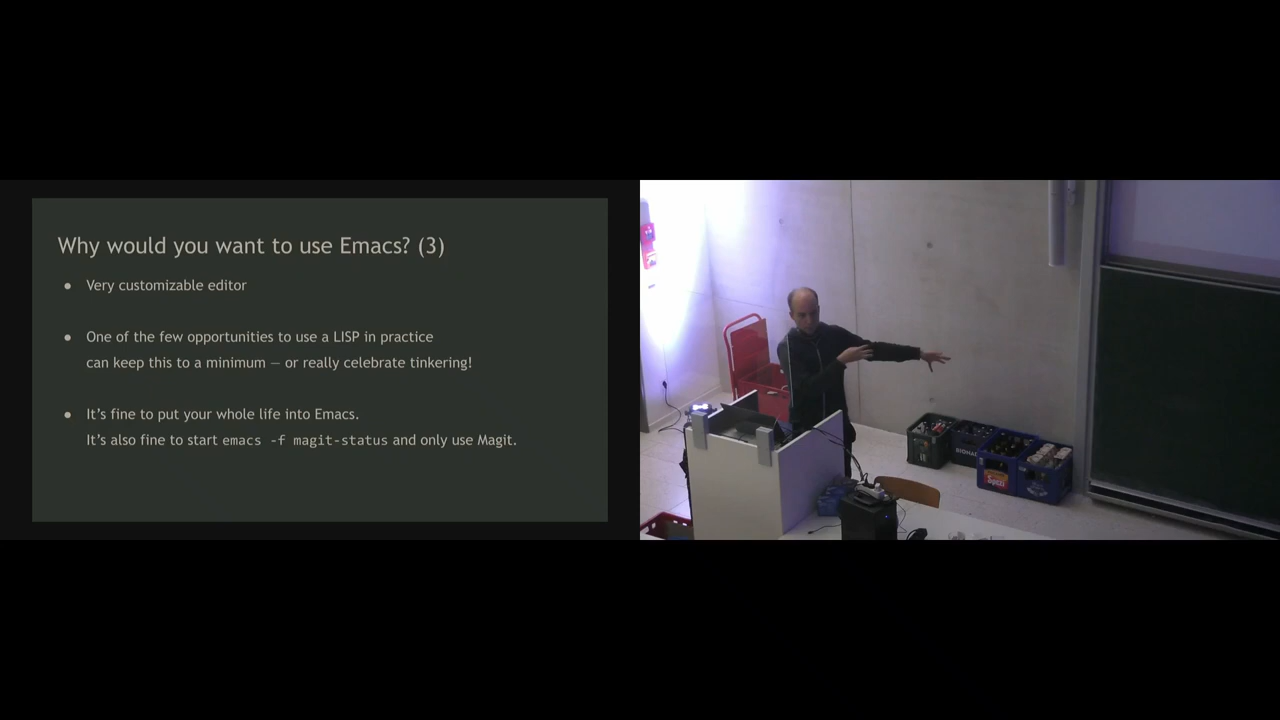 Why would you want to use Emacs? (3)
● Very customizable editor
● One of the few opportunities to use a LISP in practice
can keep this to a minimum — or really celebrate tinkering!
● It's fine to put your whole life into Emacs.
It's also fine to start emacs -f magit-status and only use Magit.
BIONAD
Spezi